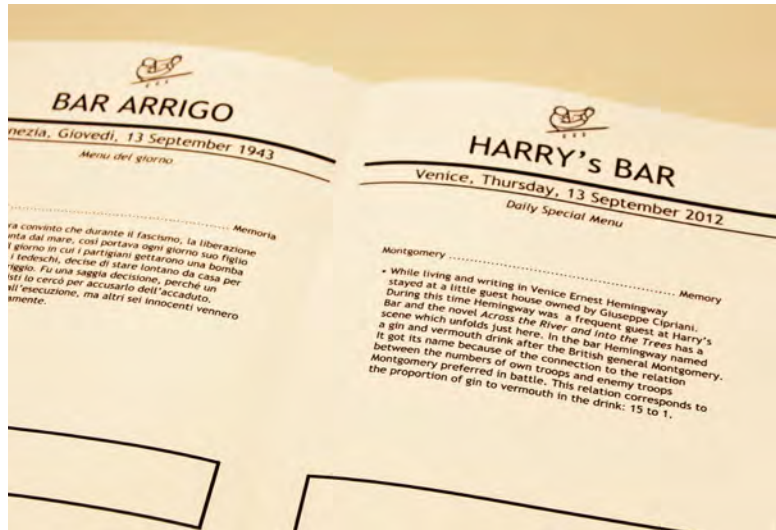 BAR ARRIGO
nezia, Giovedì, 13 September 1943
Menu del giorno
Memoria
ra convinto che durante il fascismo, la liberazione
nta dal mare, così portava ogni giorno suo figlio
l giorno in cui i partigiani gettarono una bomba
i tedeschi, decise di stare lontano da casa per
riggio. Fu una saggia decisione, perché un
isti lo cercó per accusarlo dell'accaduto.
all'esecuzione, ma altri sei innocenti vennero
amente.
HARRY's BAR
Venice, Thursday, 13 September 2012
Daily Special Menu
Montgomery ........................................ Memory
• While living and writing in Venice Ernest Hemingway
stayed at a little guest house owned by Giuseppe Cipriani.
During this time Hemingway was a frequent guest at Harry's
Bar and the novel Across the River and into the Trees has a
scene which unfolds just here. In the bar Hemingway named
a gin and vermouth drink after the British general Montgomery.
It got its name because of the connection to the relation
between the numbers of own troops and enemy troops
Montgomery preferred in battle. This relation corresponds to
the proportion of gin to vermouth in the drink: 15 to 1.